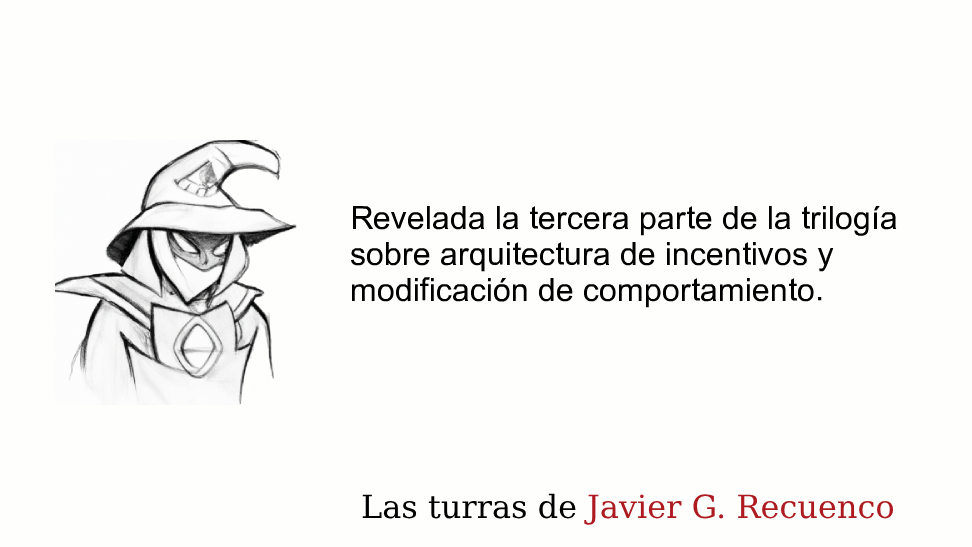 Revelada la tercera parte de la trilogía
sobre arquitectura de incentivos y
modificación de comportamiento.
Las turras de Javier G. Recuenco